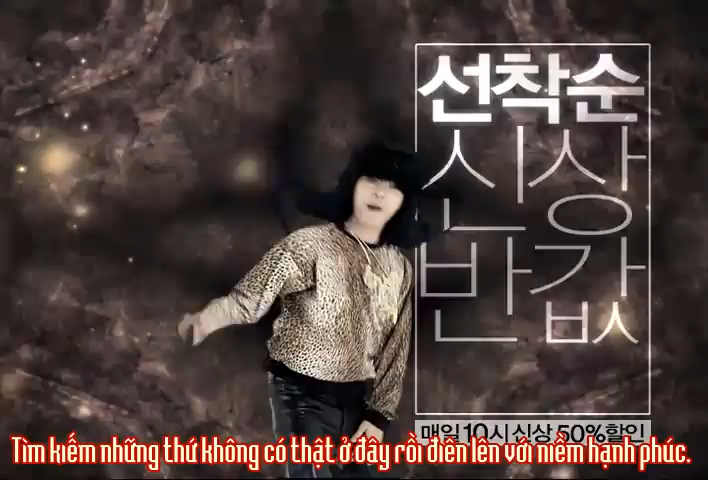 선착순
신상
반값
매일 10시 신상 50%할인
Tìm kiếm những thứ không có thật ở đây rồi điên lên với niềm hạnh phúc.